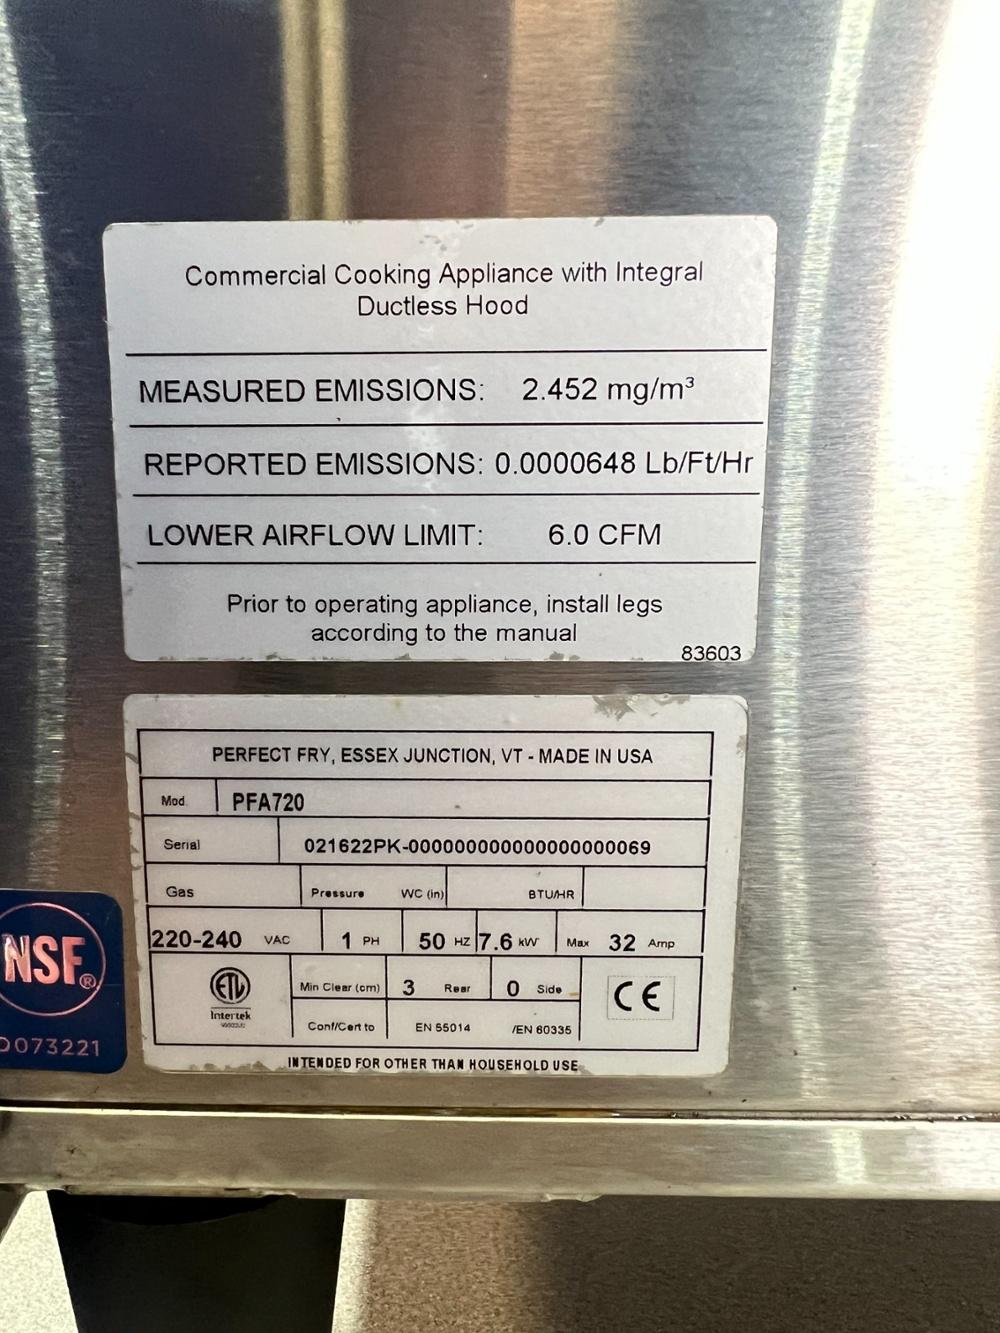 Commercial Cooking Appliance with Integral
Ductless Hood
MEASURED EMISSIONS: 2.452 mg/m³
REPORTED EMISSIONS: 0.0000648 Lb/Ft/Hr
LOWER AIRFLOW LIMIT: 6.0 CFM
Prior to operating appliance, install legs
according to the manual
83603
PERFECT FRY, ESSEX JUNCTION, VT - MADE IN USA
Mod PFA720
Serial 021622PK-000000000000000000069
Gas Pressure WC (in) BTU/HR
220-240 VAC 1 PH 50 HZ 7.6 kW Max 32 Amp
ETL Min Clear (cm) 3 Rear 0 Side CE
Intertek
Conf/Cert to EN 55014 /EN 60335
INTENDED FOR OTHER THAN HOUSEHOLD USE
NSF®
073221